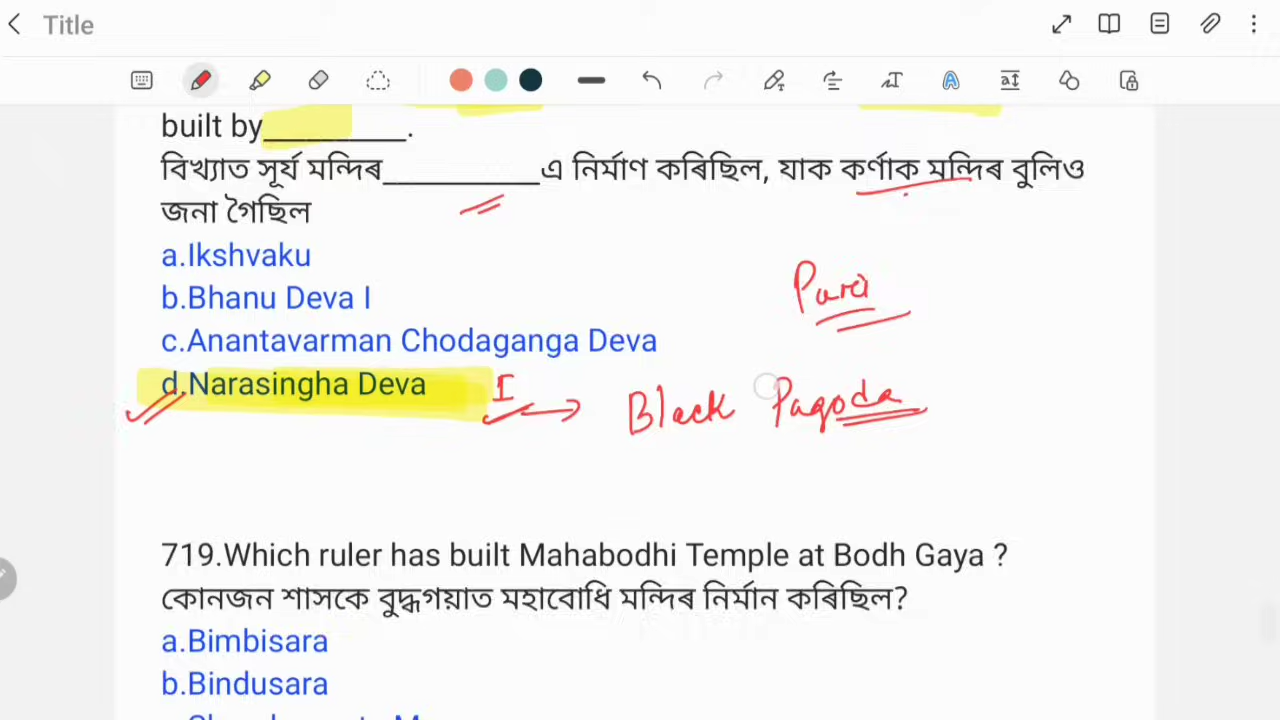 Title
built by_________.
বিখ্যাত সূৰ্য মন্দিৰ__________এ নিৰ্মাণ কৰিছিল, যাক কৰ্ণাক মন্দিৰ বুলিও
জনা গৈছিল
a.Ikshvaku
b.Bhanu Deva I
Puri
c.Anantavarman Chodaganga Deva
d.Narasingha Deva I → Black Pagoda
719.Which ruler has built Mahabodhi Temple at Bodh Gaya ?
কোনজন শাসকে বুদ্ধগয়াত মহাবোধি মন্দিৰ নিৰ্মান কৰিছিল?
a.Bimbisara
b.Bindusara